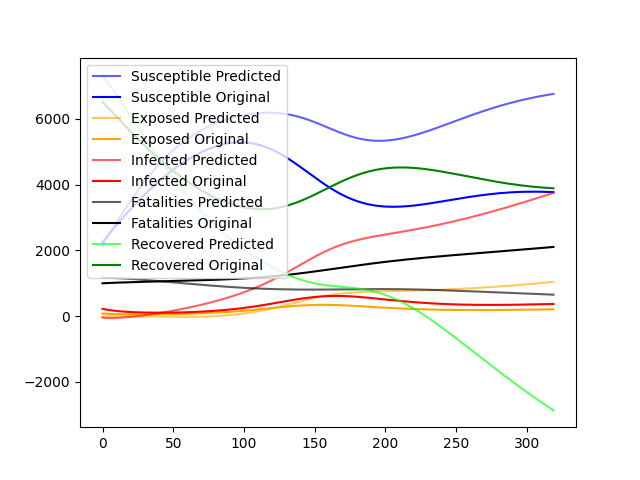 Susceptible Predicted
Susceptible Original
Exposed Predicted
Exposed Original
Infected Predicted
Infected Original
Fatalities Predicted
Fatalities Original
Recovered Predicted
Recovered Original
6000
4000
2000
0
−2000
0 50 100 150 200 250 300